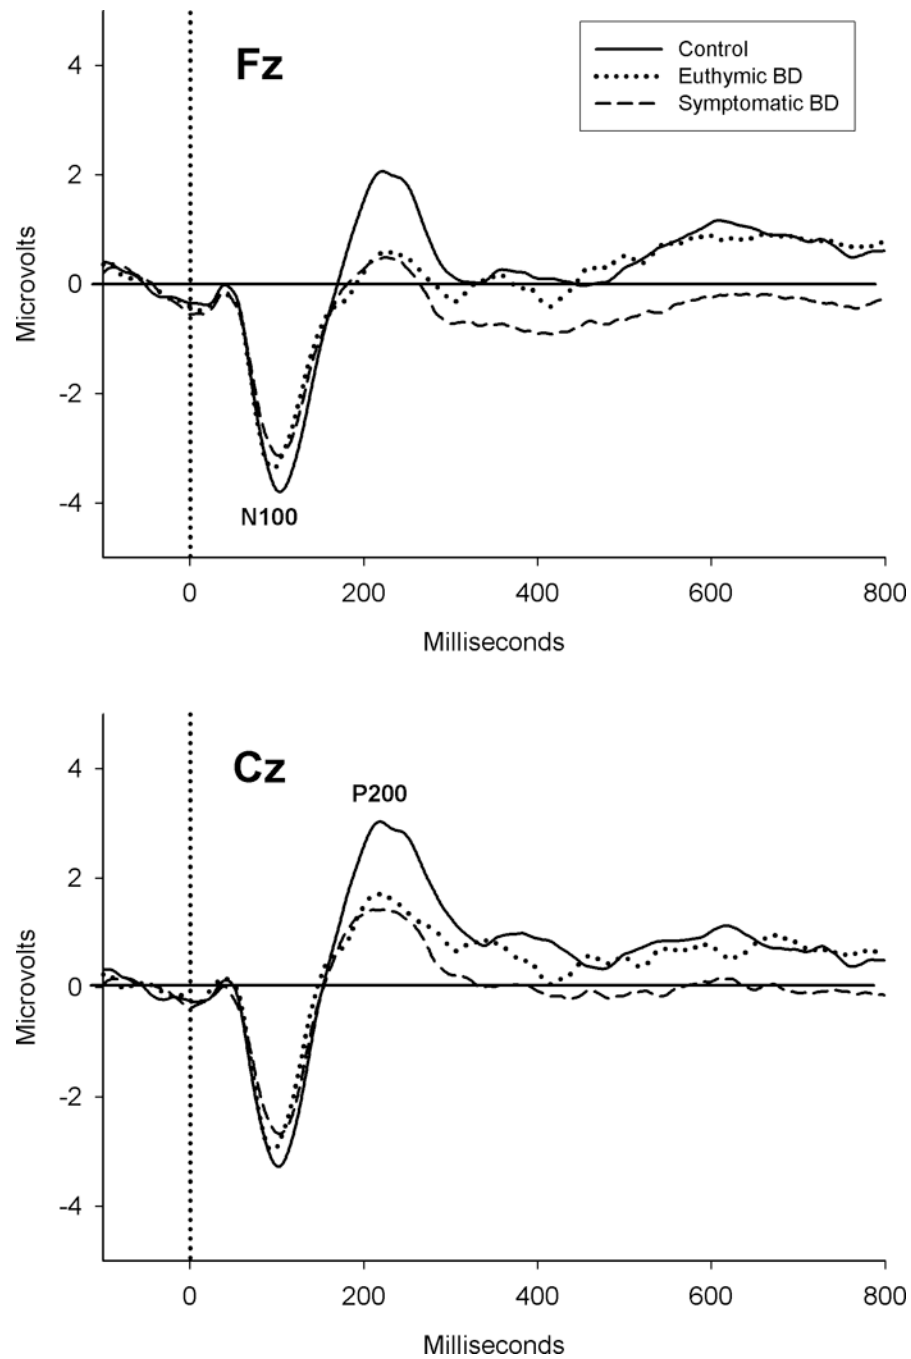 Fz
Control
Euthymic BD
Symptomatic BD
4
2
0
-2
-4
Microvolts
N100
0
200
400
600
800
Milliseconds
Cz
P200
4
2
0
-2
-4
Microvolts
0
200
400
600
800
Milliseconds